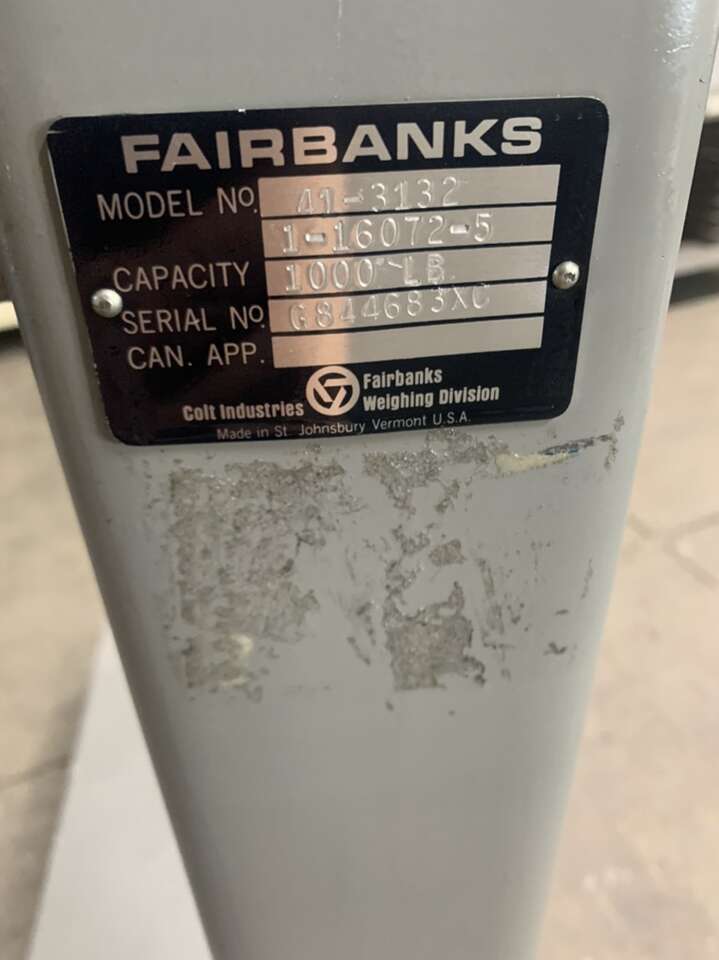 FAIRBANKS
MODEL NO. 41-3132
1-16072-5
CAPACITY 1000 LB.
SERIAL NO. G844683XC
CAN. APP.
Colt Industries Fairbanks Weighing Division
Made in St. Johnsbury Vermont U.S.A.